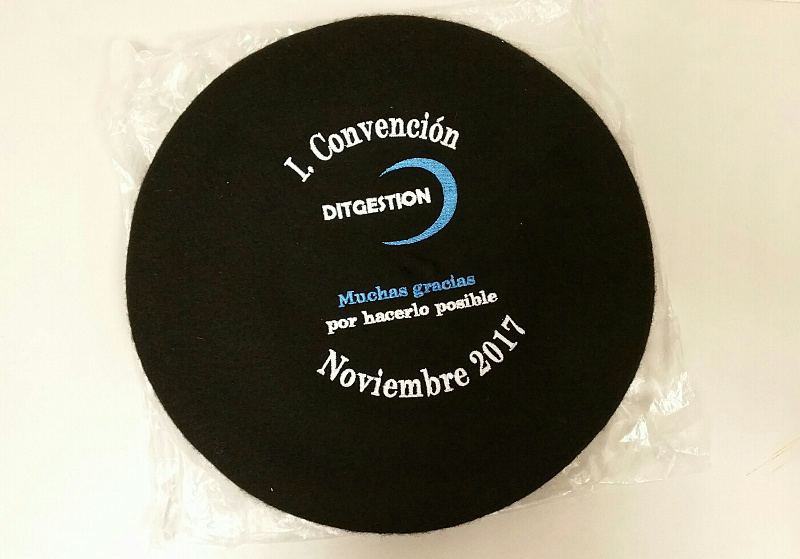 I. Convención
DITGESTION
Muchas gracias
por hacerlo posible
Noviembre 2017